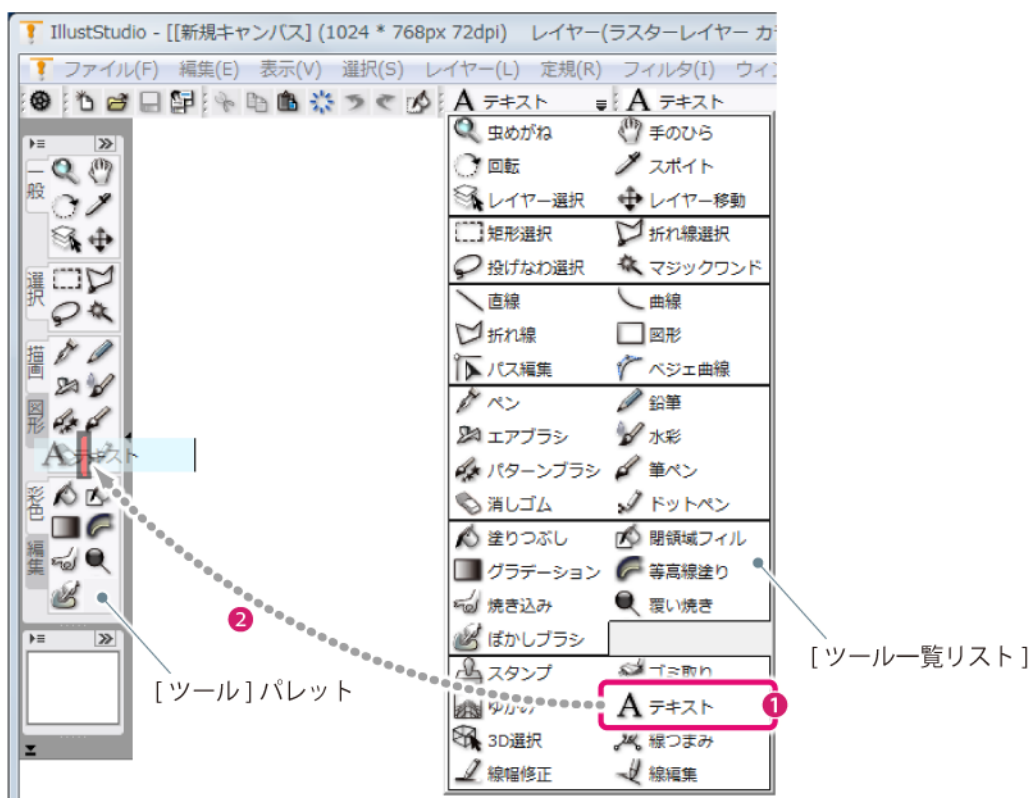 IllustStudio - [[新規キャンバス] (1024 * 768px 72dpi) レイヤー(ラスターレイヤー カ
ファイル(F) 編集(E) 表示(V) 選択(S) レイヤー(L) 定規(R) フィルタ(I) ウィン
A テキスト A テキスト
虫めがね 手のひら
回転 スポイト
レイヤー選択 レイヤー移動
矩形選択 折れ線選択
投げなわ選択 マジックワンド
直線 曲線
折れ線 図形
パス編集 ベジェ曲線
ペン 鉛筆
エアブラシ 水彩
パターンブラシ 筆ペン
消しゴム ドットペン
塗りつぶし 閉領域フィル
グラデーション 等高線塗り
焼き込み 覆い焼き
ぼかしブラシ
スタンプ ゴミ取り
ゆがみ A テキスト
3D選択 線つまみ
線幅修正 線編集
一般
選択
描画
図形
A テキスト
彩色
編集
❷
❶
[ツール]パレット
[ツール一覧リスト]